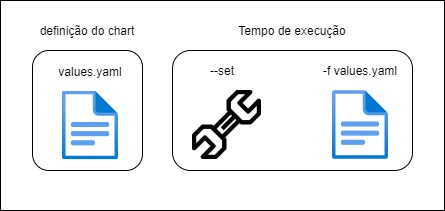 definição do chart
Tempo de execução
values.yaml
--set
-f values.yaml